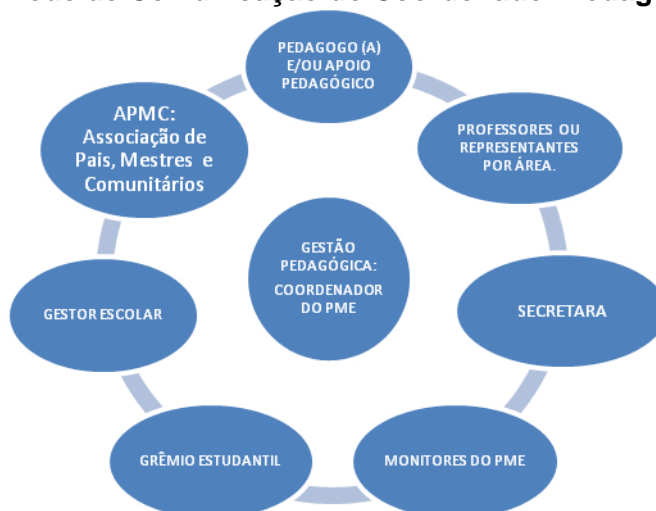 PEDAGOGO (A)
E/OU APOIO
PEDAGÓGICO
PROFESSORES OU
REPRESENTANTES
POR ÁREA.
SECRETARA
MONITORES DO PME
GRÊMIO ESTUDANTIL
GESTOR ESCOLAR
APMC:
Associação de
Pais, Mestres e
Comunitários
GESTÃO
PEDAGÓGICA:
COORDENADOR
DO PME